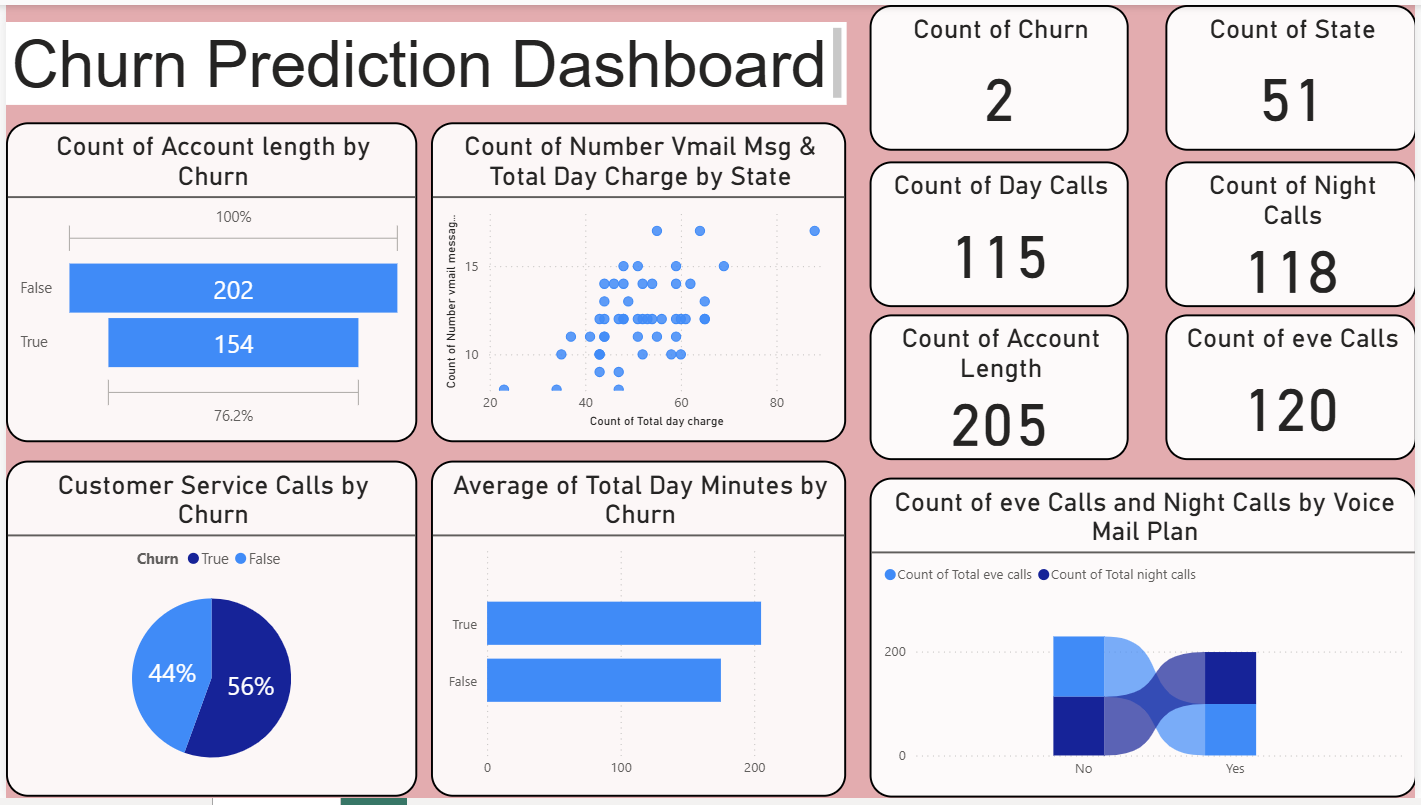 Churn Prediction Dashboard
Count of Churn
2
Count of State
51
Count of Day Calls
115
Count of Night
Calls
118
Count of Account
Length
205
Count of eve Calls
120
Count of Account length by
Churn
100%
False
202
True
154
76.2%
Count of Number Vmail Msg &
Total Day Charge by State
Count of Number vmail messag...
15
10
20
40
60
80
Count of Total day charge
Customer Service Calls by
Churn
Churn True False
44%
56%
Average of Total Day Minutes by
Churn
True
False
0
100
200
Count of eve Calls and Night Calls by Voice
Mail Plan
Count of Total eve calls Count of Total night calls
200
0
No
Yes